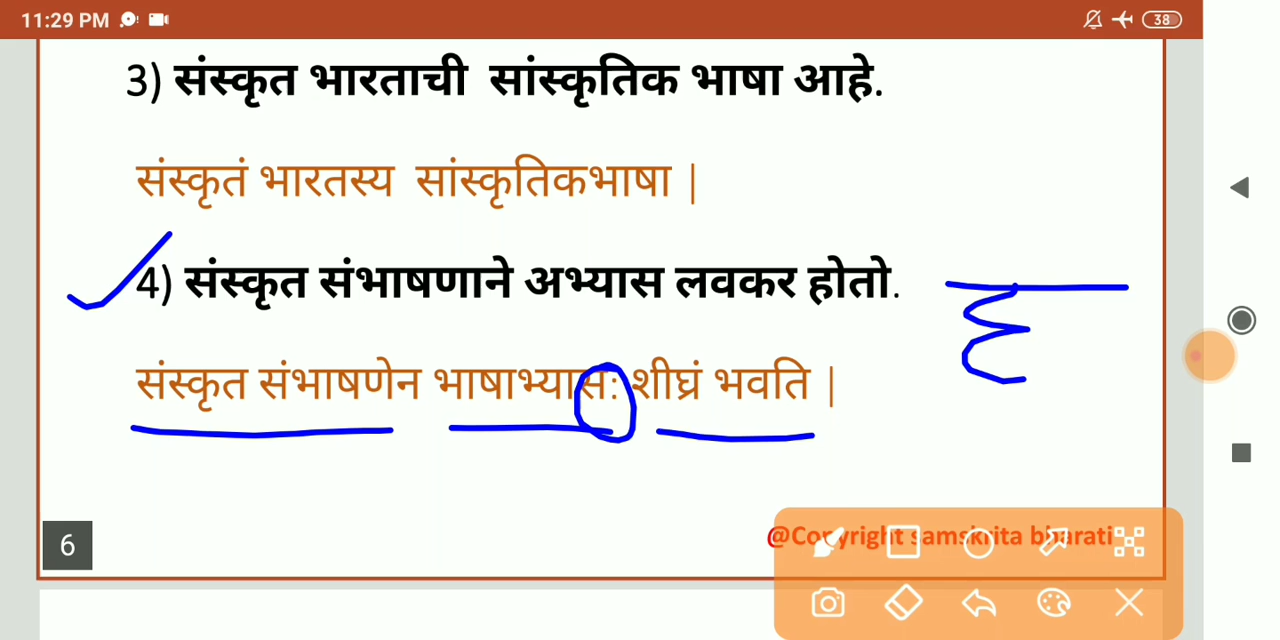 11:29 PM 38
3) संस्कृत भारताची सांस्कृतिक भाषा आहे.
संस्कृतं भारतस्य सांस्कृतिकभाषा |
4) संस्कृत संभाषणाने अभ्यास लवकर होतो.
संस्कृत संभाषणेन भाषाभ्यास: शीघ्रं भवति |
@Copyright samskrita bharati
6